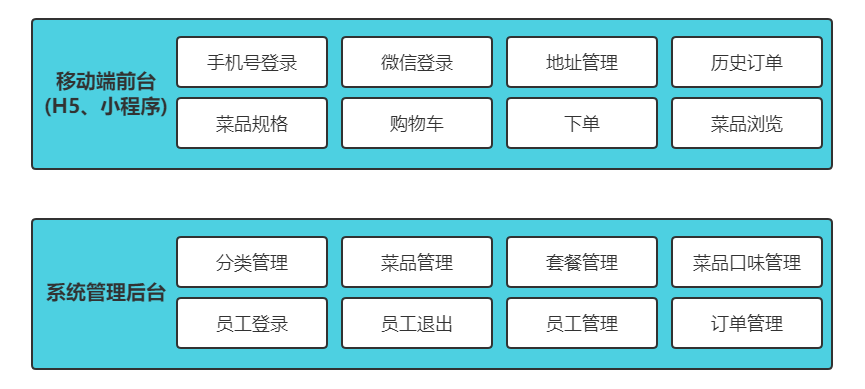 移动端前台
(H5、小程序)
手机号登录
微信登录
地址管理
历史订单
菜品规格
购物车
下单
菜品浏览
系统管理后台
分类管理
菜品管理
套餐管理
菜品口味管理
员工登录
员工退出
员工管理
订单管理